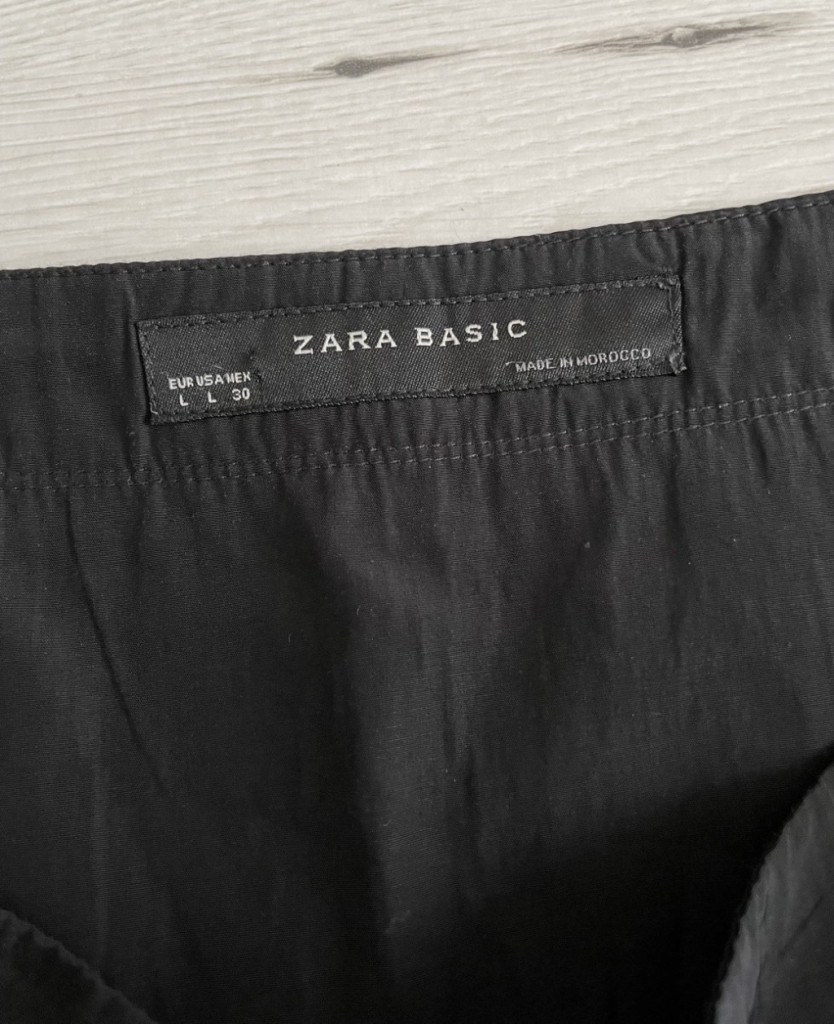 ZARA BASIC
MADE IN MOROCCO
EUR USA MEX
L L 30